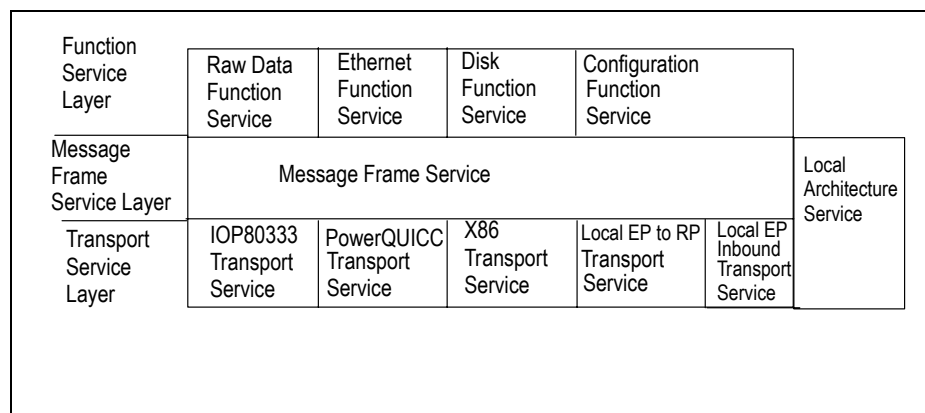 Function
Service
Layer
Raw Data
Function
Service
Ethernet
Function
Service
Disk
Function
Service
Configuration
Function
Service
Message
Frame
Service Layer
Message Frame Service
Local
Architecture
Service
Transport
Service
Layer
IOP80333
Transport
Service
PowerQUICC
Transport
Service
X86
Transport
Service
Local EP to RP
Transport
Service
Local EP
Inbound
Transport
Service